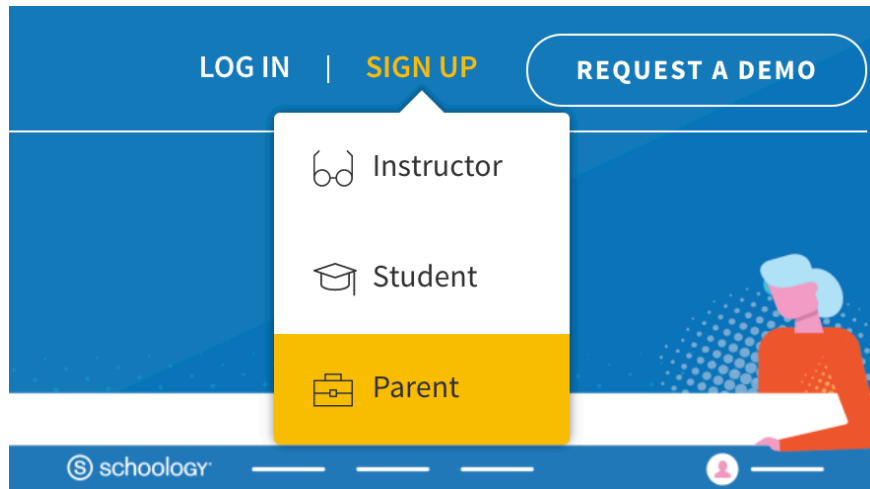 LOG IN | SIGN UP REQUEST A DEMO
Instructor
Student
Parent
schoology